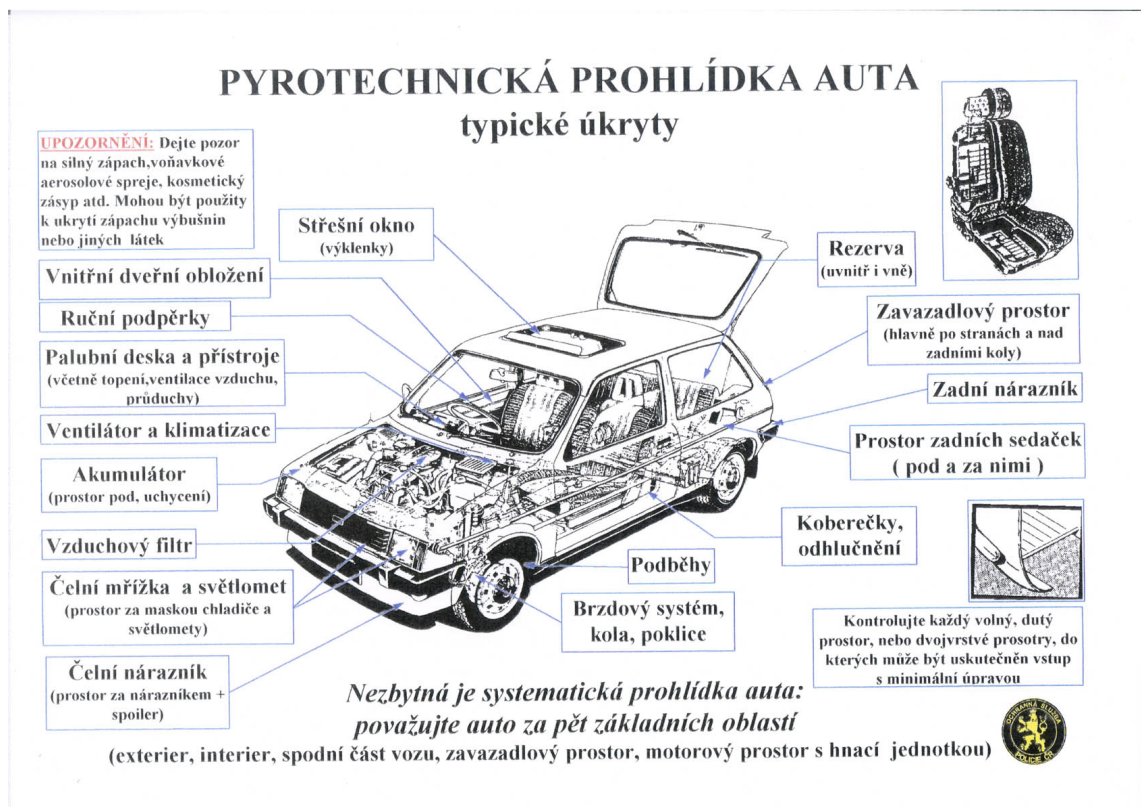 PYROTECHNICKÁ PROHLÍDKA AUTA
typické úkryty
UPOZORNĚNÍ: Dejte pozor
na silný zápach,voňavkové
aerosolové spreje, kosmetický
zásyp atd. Mohou být použity
k ukrytí zápachu výbušnin
nebo jiných látek
Střešní okno
(výklenky)
Vnitřní dveřní obložení
Ruční podpěrky
Palubní deska a přístroje
(včetně topení,ventilace vzduchu,
průduchy)
Ventilátor a klimatizace
Akumulátor
(prostor pod, uchycení)
Vzduchový filtr
Čelní mřížka a světlomet
(prostor za maskou chladiče a
světlomety)
Čelní nárazník
(prostor za nárazníkem +
spoiler)
Rezerva
(uvnitř i vně)
Zavazadlový prostor
(hlavně po stranách a nad
zadními koly)
Zadní nárazník
Prostor zadních sedaček
( pod a za nimi )
Koberečky,
odhlučnění
Podběhy
Brzdový systém,
kola, poklice
Kontrolujte každý volný, dutý
prostor, nebo dvojvrstvé prosotry, do
kterých může být uskutečněn vstup
s minimální úpravou
Nezbytná je systematická prohlídka auta:
považujte auto za pět základních oblastí
(exterier, interier, spodní část vozu, zavazadlový prostor, motorový prostor s hnací jednotkou)
OCHRANNÁ SLUŽBA
POLICIE ČR